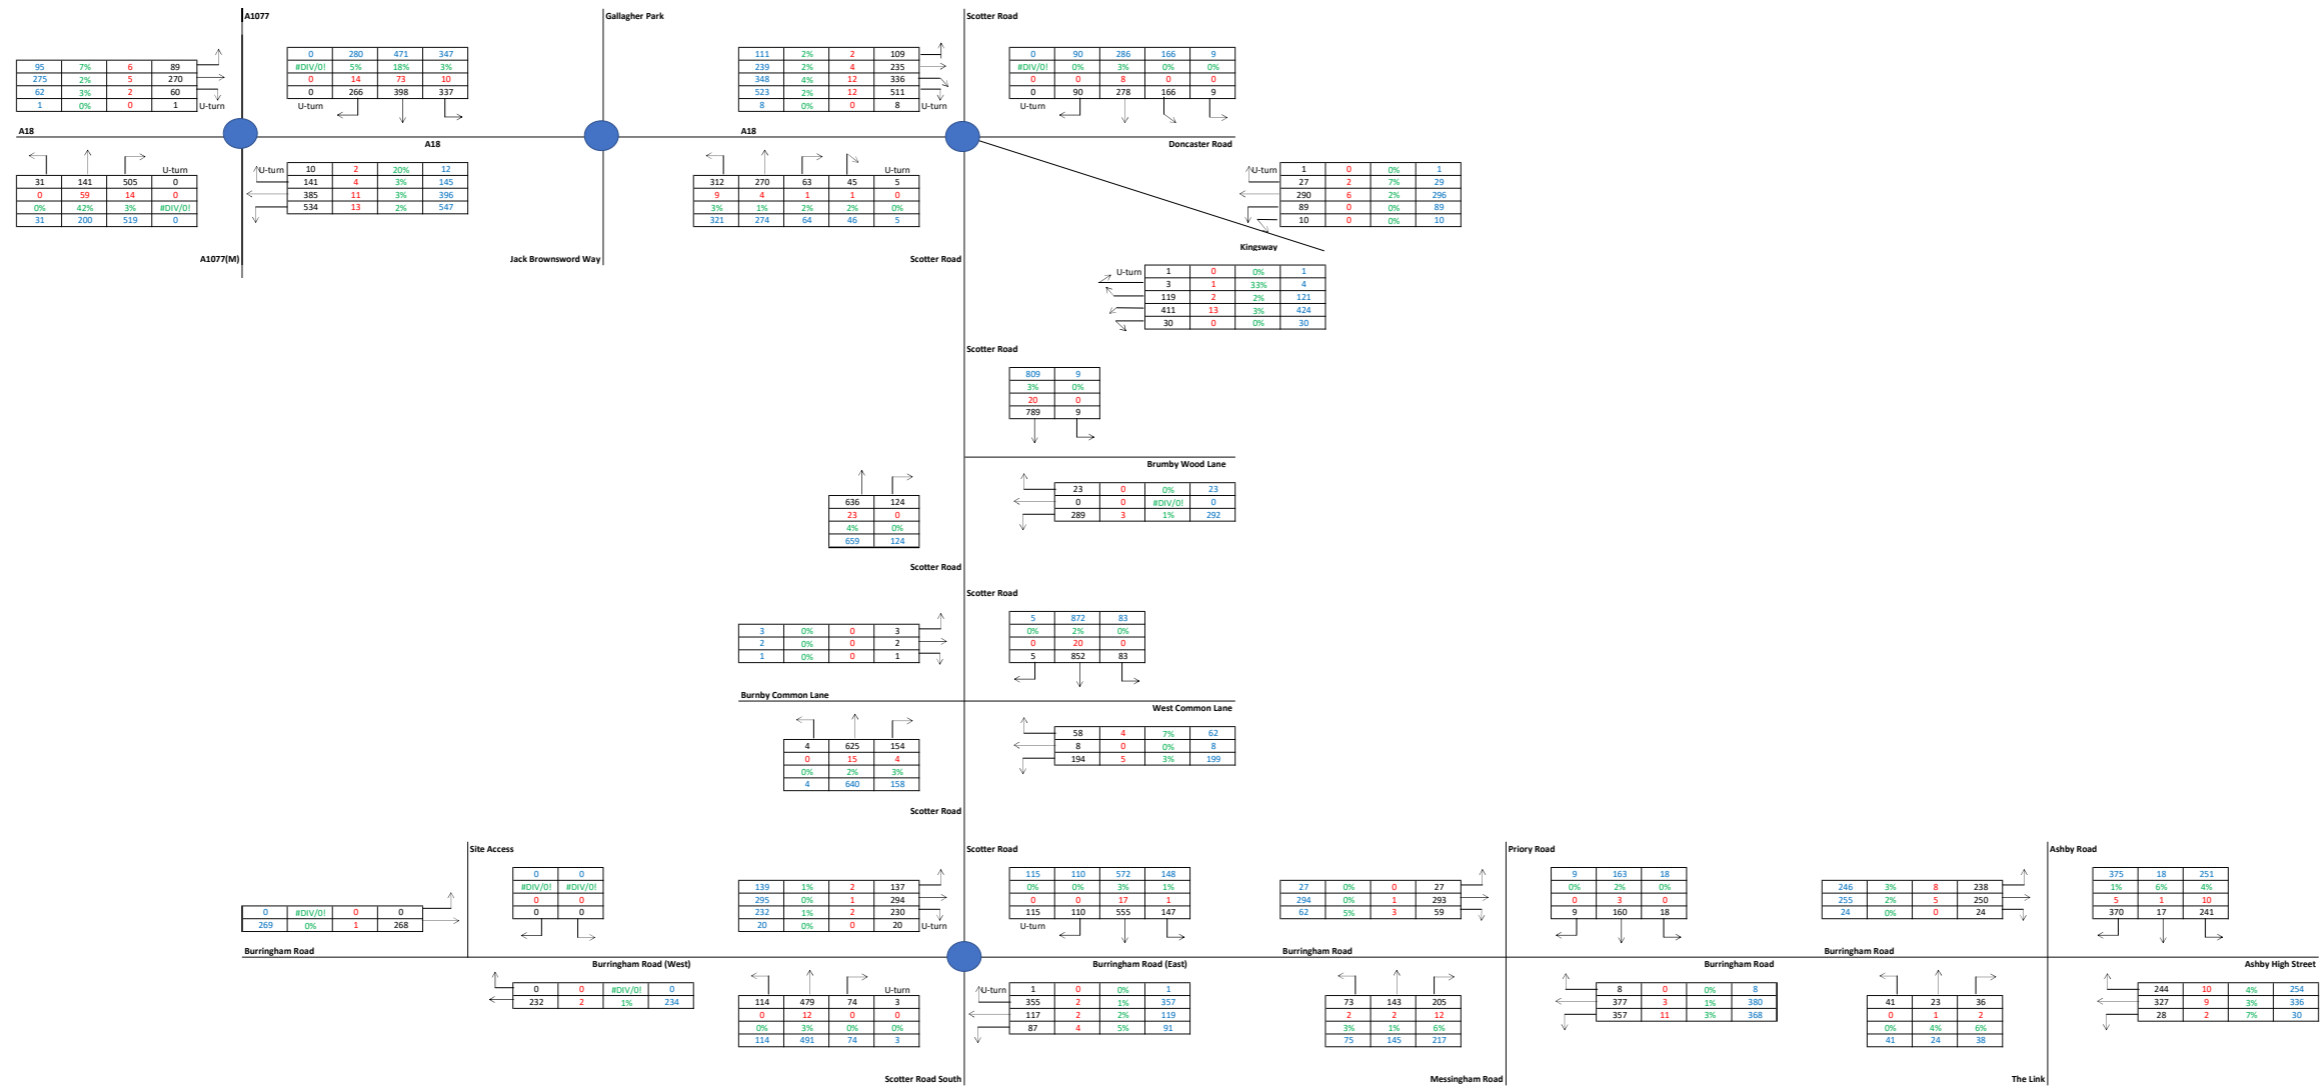 A1077
Gallagher Park
Scotter Road
0 280 471 347
#DIV/0! 5% 18% 3%
0 14 73 10
0 266 398 337
U-turn
95 7% 6 89
275 2% 5 270
62 3% 2 60
1 0% 0 1
U-turn
111 2% 2 109
239 2% 4 235
348 4% 12 336
523 2% 12 511
8 0% 0 8
U-turn
0 90 286 166 9
#DIV/0! 0% 3% 0% 0%
0 0 8 0 0
0 90 278 166 9
U-turn
A18
A18
A18
Doncaster Road
U-turn
31 141 505 0
0 59 14 0
0% 42% 3% #DIV/0!
31 200 519 0
U-turn
10 2 20% 12
141 4 3% 145
385 11 3% 396
534 13 2% 547
U-turn
312 270 63 45 5
9 4 1 1 0
3% 1% 2% 2% 0%
321 274 64 46 5
U-turn
1 0 0% 1
27 2 7% 29
290 6 2% 296
89 0 0% 89
10 0 0% 10
Kingsway
A1077(M)
Jack Brownsword Way
Scotter Road
U-turn
1 0 0% 1
3 1 33% 4
119 2 2% 121
411 13 3% 424
30 0 0% 30
Scotter Road
809 9
3% 0%
20 0
789 9
Brumby Wood Lane
636 124
23 0
4% 0%
659 124
23 0 0% 23
0 0 #DIV/0! 0
289 3 1% 292
Scotter Road
Scotter Road
3 0% 0 3
2 0% 0 2
1 0% 0 1
5 872 83
0% 2% 0%
0 20 0
5 852 83
Burnby Common Lane
West Common Lane
4 625 154
0 15 4
0% 2% 3%
4 640 158
58 4 7% 62
8 0 0% 8
194 5 3% 199
Scotter Road
Site Access
Scotter Road
Priory Road
Ashby Road
0 #DIV/0! 0 0
269 0% 1 268
0 0
#DIV/0! #DIV/0!
0 0
0 0
139 1% 2 137
295 0% 1 294
232 1% 2 230
20 0% 0 20
U-turn
115 110 572 148
0% 0% 3% 1%
0 0 17 1
115 110 555 147
U-turn
27 0% 0 27
294 0% 1 293
62 5% 3 59
9 163 18
0% 2% 0%
0 3 0
9 160 18
246 3% 8 238
255 2% 5 250
24 0% 0 24
375 18 251
1% 6% 4%
5 1 10
370 17 241
Burringham Road
Burringham Road (West)
Burringham Road (East)
Burringham Road
Burringham Road
Burringham Road
Ashby High Street
0 0 #DIV/0! 0
232 2 1% 234
U-turn
114 479 74 3
0 12 0 0
0% 3% 0% 0%
114 491 74 3
U-turn
1 0 0% 1
355 2 1% 357
117 2 2% 119
87 4 5% 91
73 143 205
2 2 12
3% 1% 6%
75 145 217
8 0 0% 8
377 3 1% 380
357 11 3% 368
41 23 36
0 1 2
0% 4% 6%
41 24 38
244 10 4% 254
327 9 3% 336
28 2 7% 30
Scotter Road South
Messingham Road
The Link